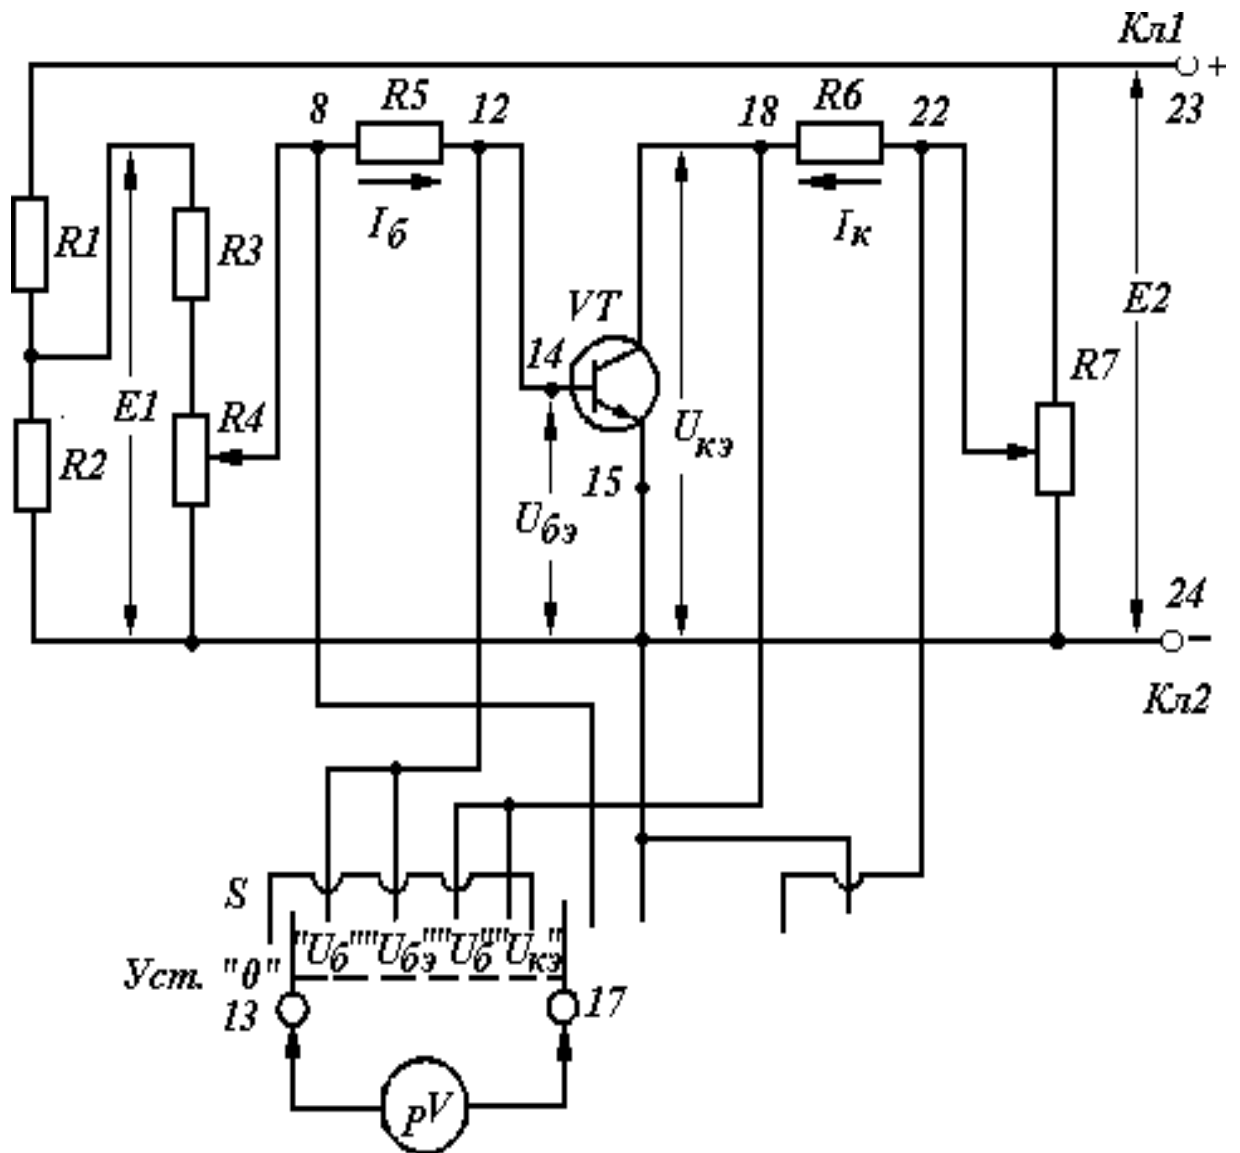 Кл1
+
23
8
R5
12
18
R6
22
Iб
Iк
R1
R3
E2
VT
14
R7
E1
R4
Uкэ
R2
15
Uбэ
24
−
Кл2
S
"Uб" "Uбэ" "Uб" "Uкэ"
Уст. "0"
13
17
pV